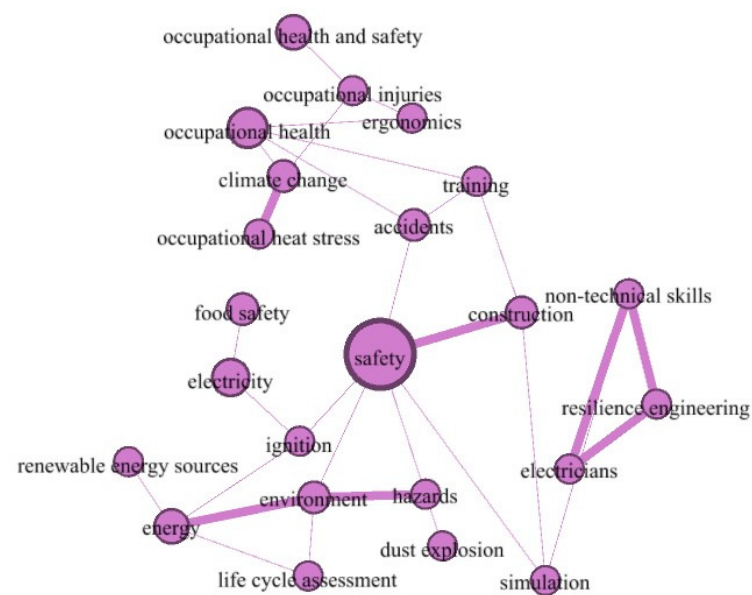 occupational health and safety
occupational injuries
ergonomics
occupational health
climate change
training
accidents
occupational heat stress
non-technical skills
food safety
construction
safety
electricity
resilience engineering
ignition
renewable energy sources
electricians
environment
hazards
energy
dust explosion
life cycle assessment
simulation